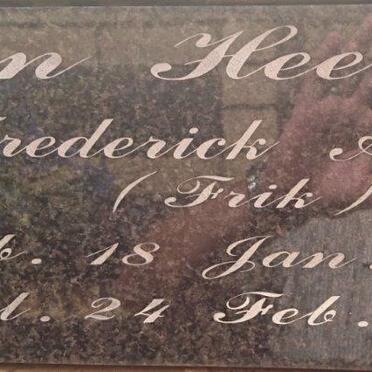 n Hee
rederick A
(Frik)
b. 18 Jan.
d. 24 Feb.